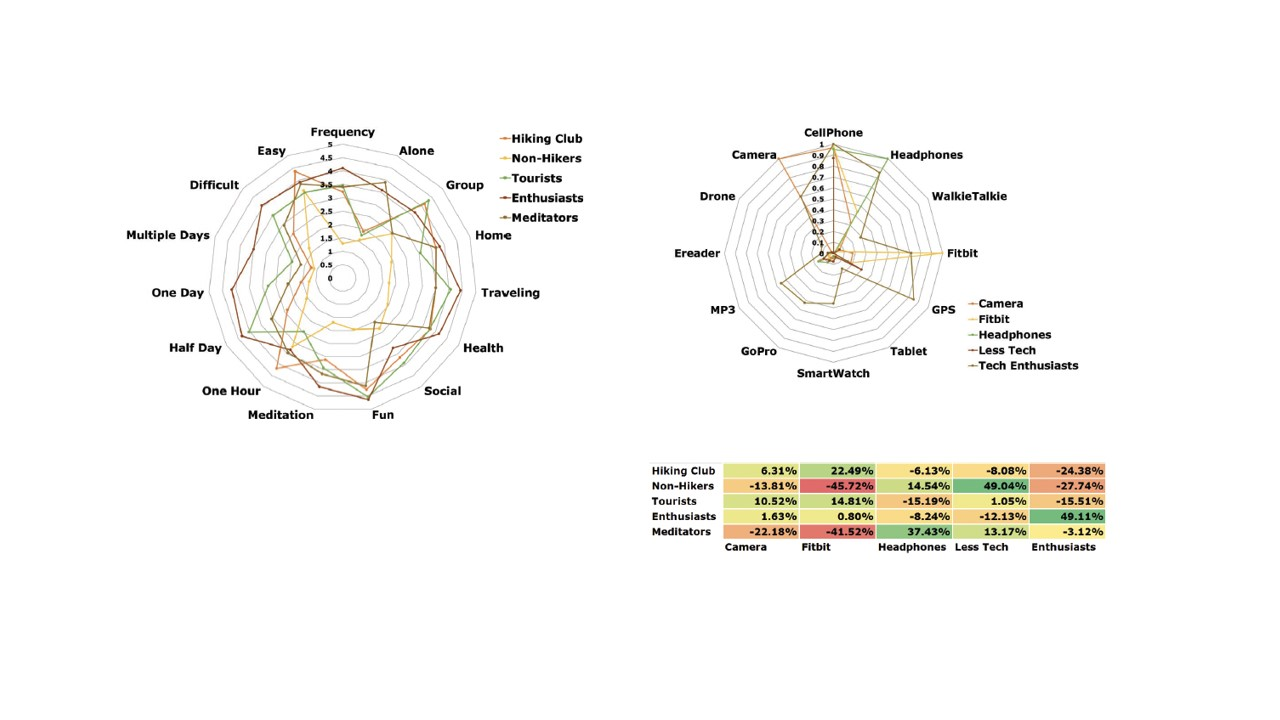 Frequency
Alone
Group
Home
Traveling
Health
Social
Fun
Meditation
One Hour
Half Day
One Day
Multiple Days
Difficult
Easy
5
4.5
4
3.5
3
2.5
2
1.5
1
0.5
0
Hiking Club
Non-Hikers
Tourists
Enthusiasts
Meditators
CellPhone
Headphones
WalkieTalkie
Fitbit
GPS
Tablet
SmartWatch
GoPro
MP3
Ereader
Drone
Camera
1
0.9
0.8
0.7
0.6
0.5
0.4
0.3
0.2
0.1
0
Camera
Fitbit
Headphones
Less Tech
Tech Enthusiasts
Hiking Club 6.31% 22.49% -6.13% -8.08% -24.38%
Non-Hikers -13.81% -45.72% 14.54% 49.04% -27.74%
Tourists 10.52% 14.81% -15.19% 1.05% -15.51%
Enthusiasts 1.63% 0.80% -8.24% -12.13% 49.11%
Meditators -22.18% -41.52% 37.43% 13.17% -3.12%
Camera Fitbit Headphones Less Tech Enthusiasts